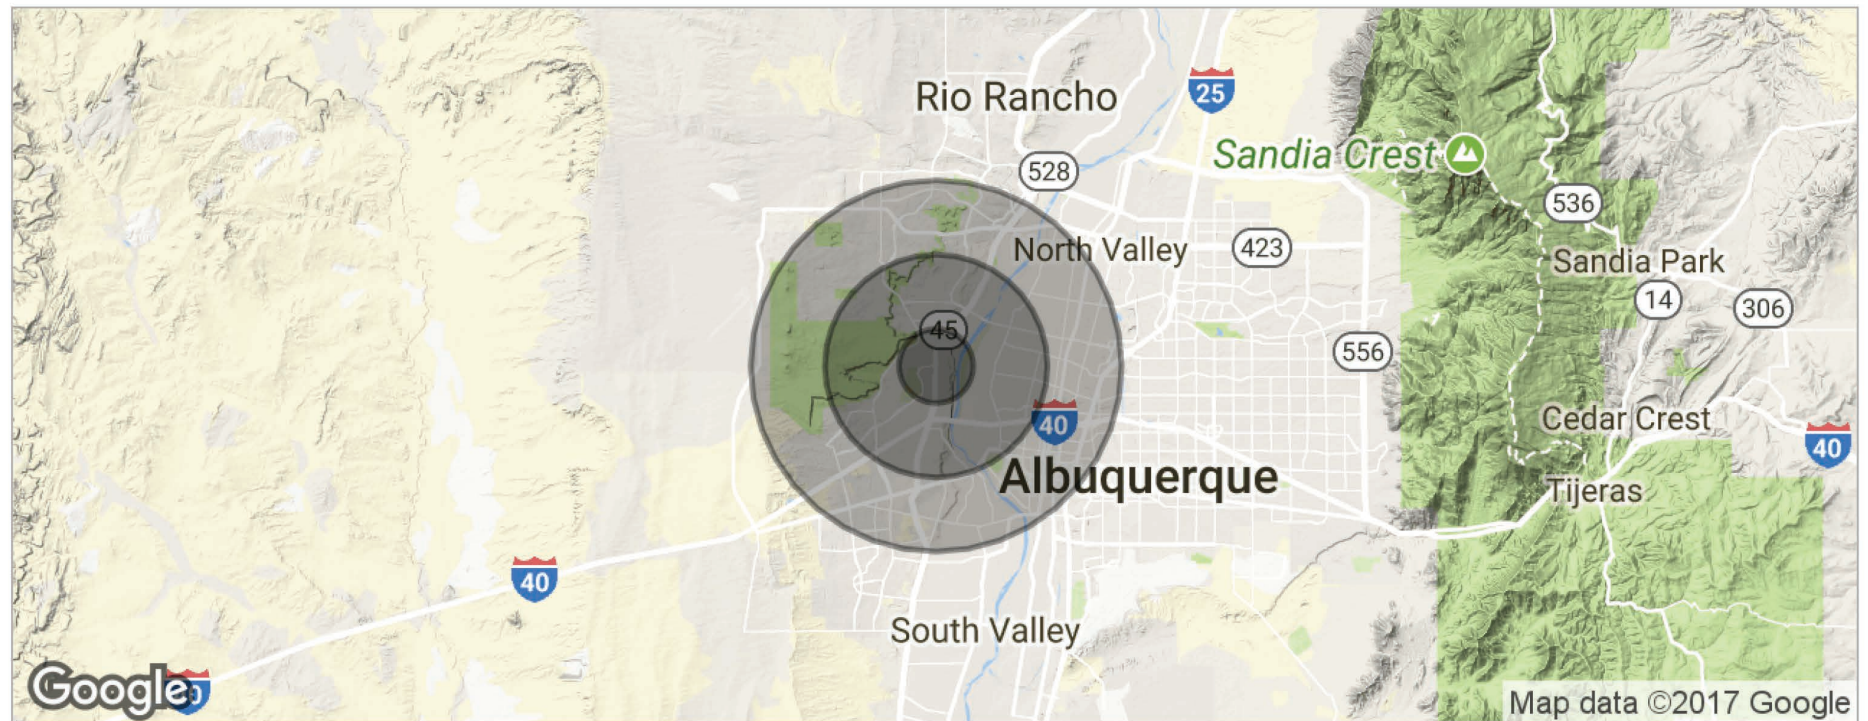 Rio Rancho
25
Sandia Crest
528
536
North Valley
423
Sandia Park
14
306
45
556
40
Cedar Crest
40
Albuquerque
Tijeras
40
South Valley
Google
Map data ©2017 Google